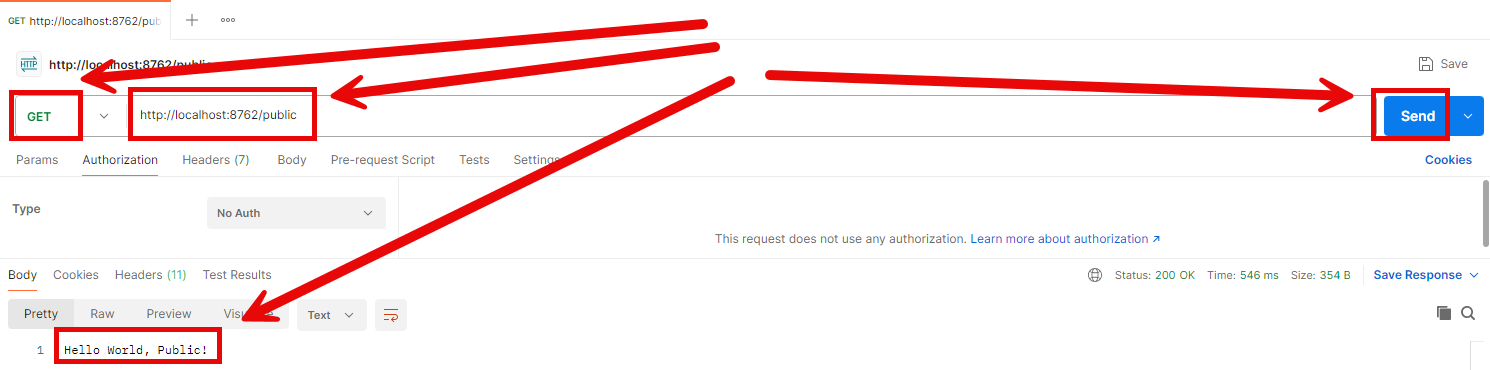 GET http://localhost:8762/pub
HTTP http://localhost:8762/public
Save
GET http://localhost:8762/public Send
Params Authorization Headers (7) Body Pre-request Script Tests Settings Cookies
Type No Auth
This request does not use any authorization. Learn more about authorization ↗
Body Cookies Headers (11) Test Results Status: 200 OK Time: 546 ms Size: 354 B Save Response
Pretty Raw Preview Text
1 Hello World, Public!